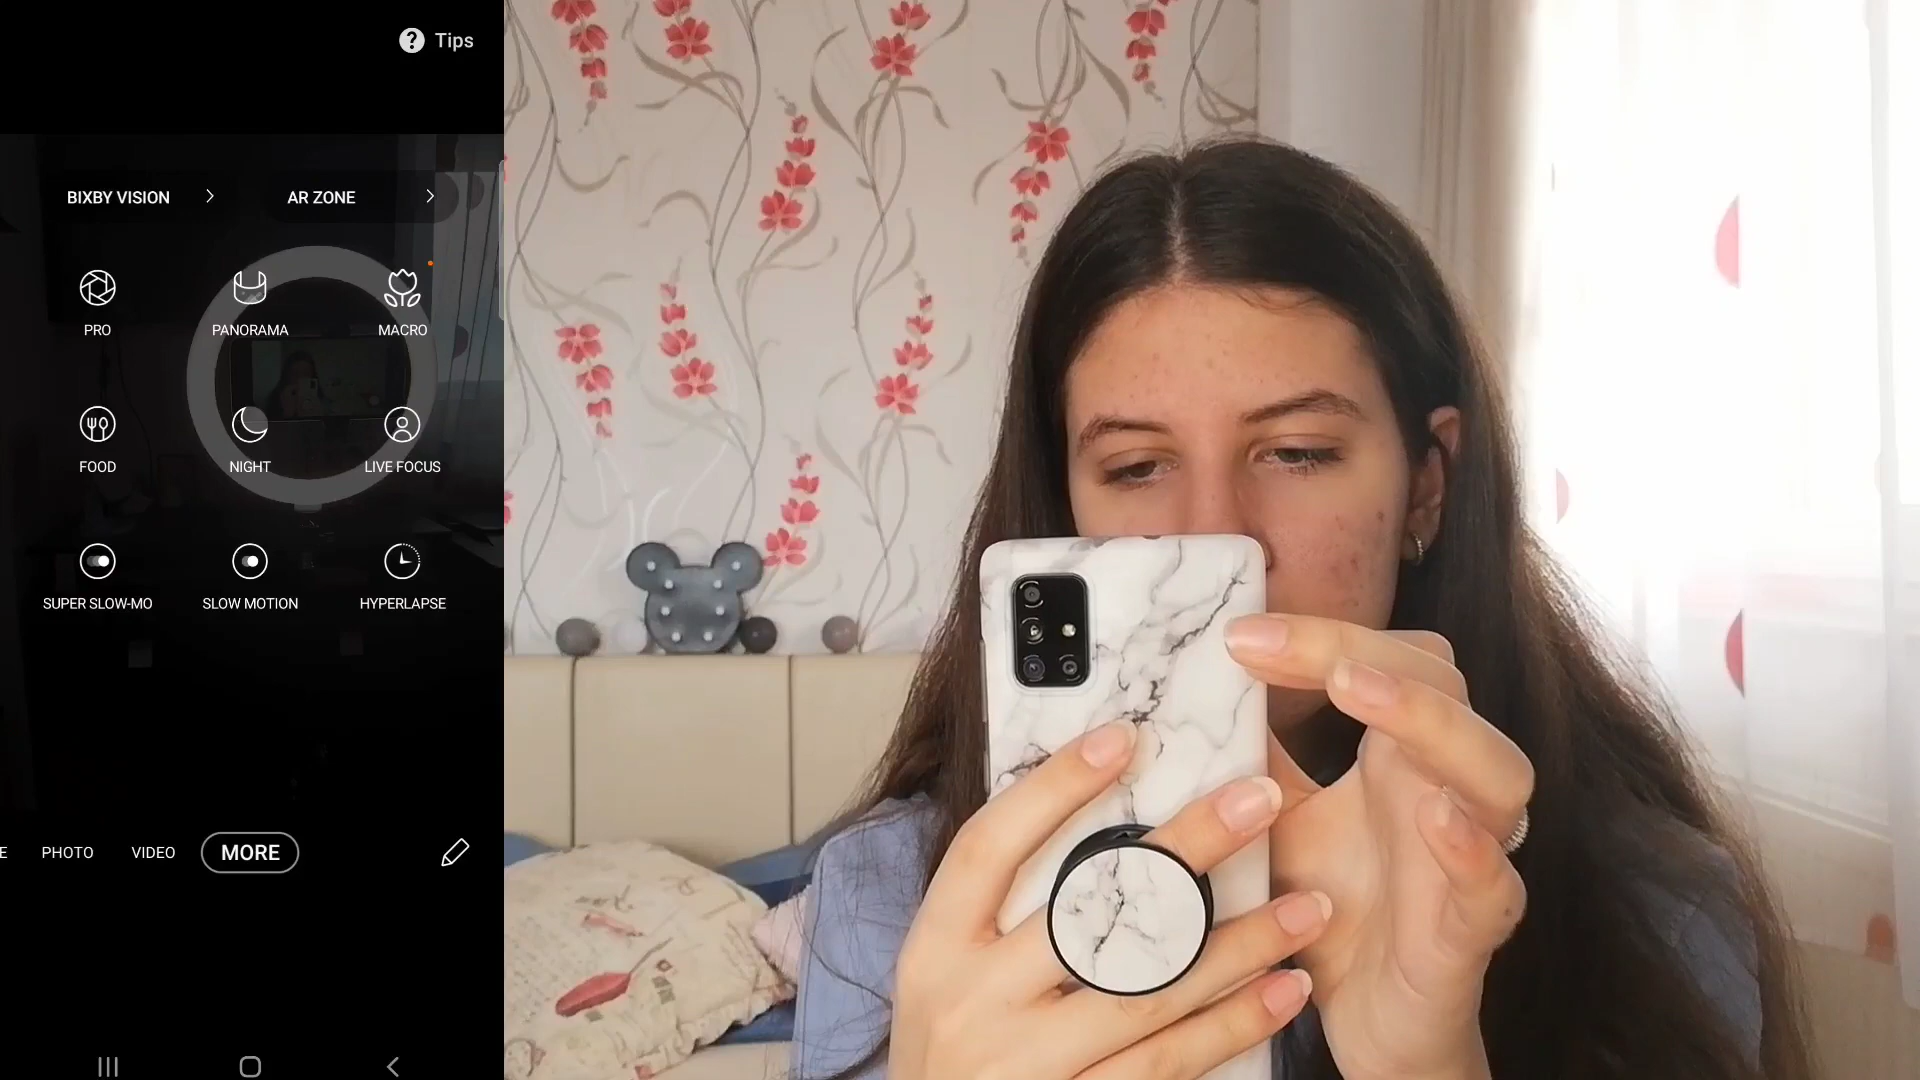 Tips
BIXBY VISION
AR ZONE
PRO
PANORAMA
MACRO
FOOD
NIGHT
LIVE FOCUS
SUPER SLOW-MO
SLOW MOTION
HYPERLAPSE
E PHOTO VIDEO MORE